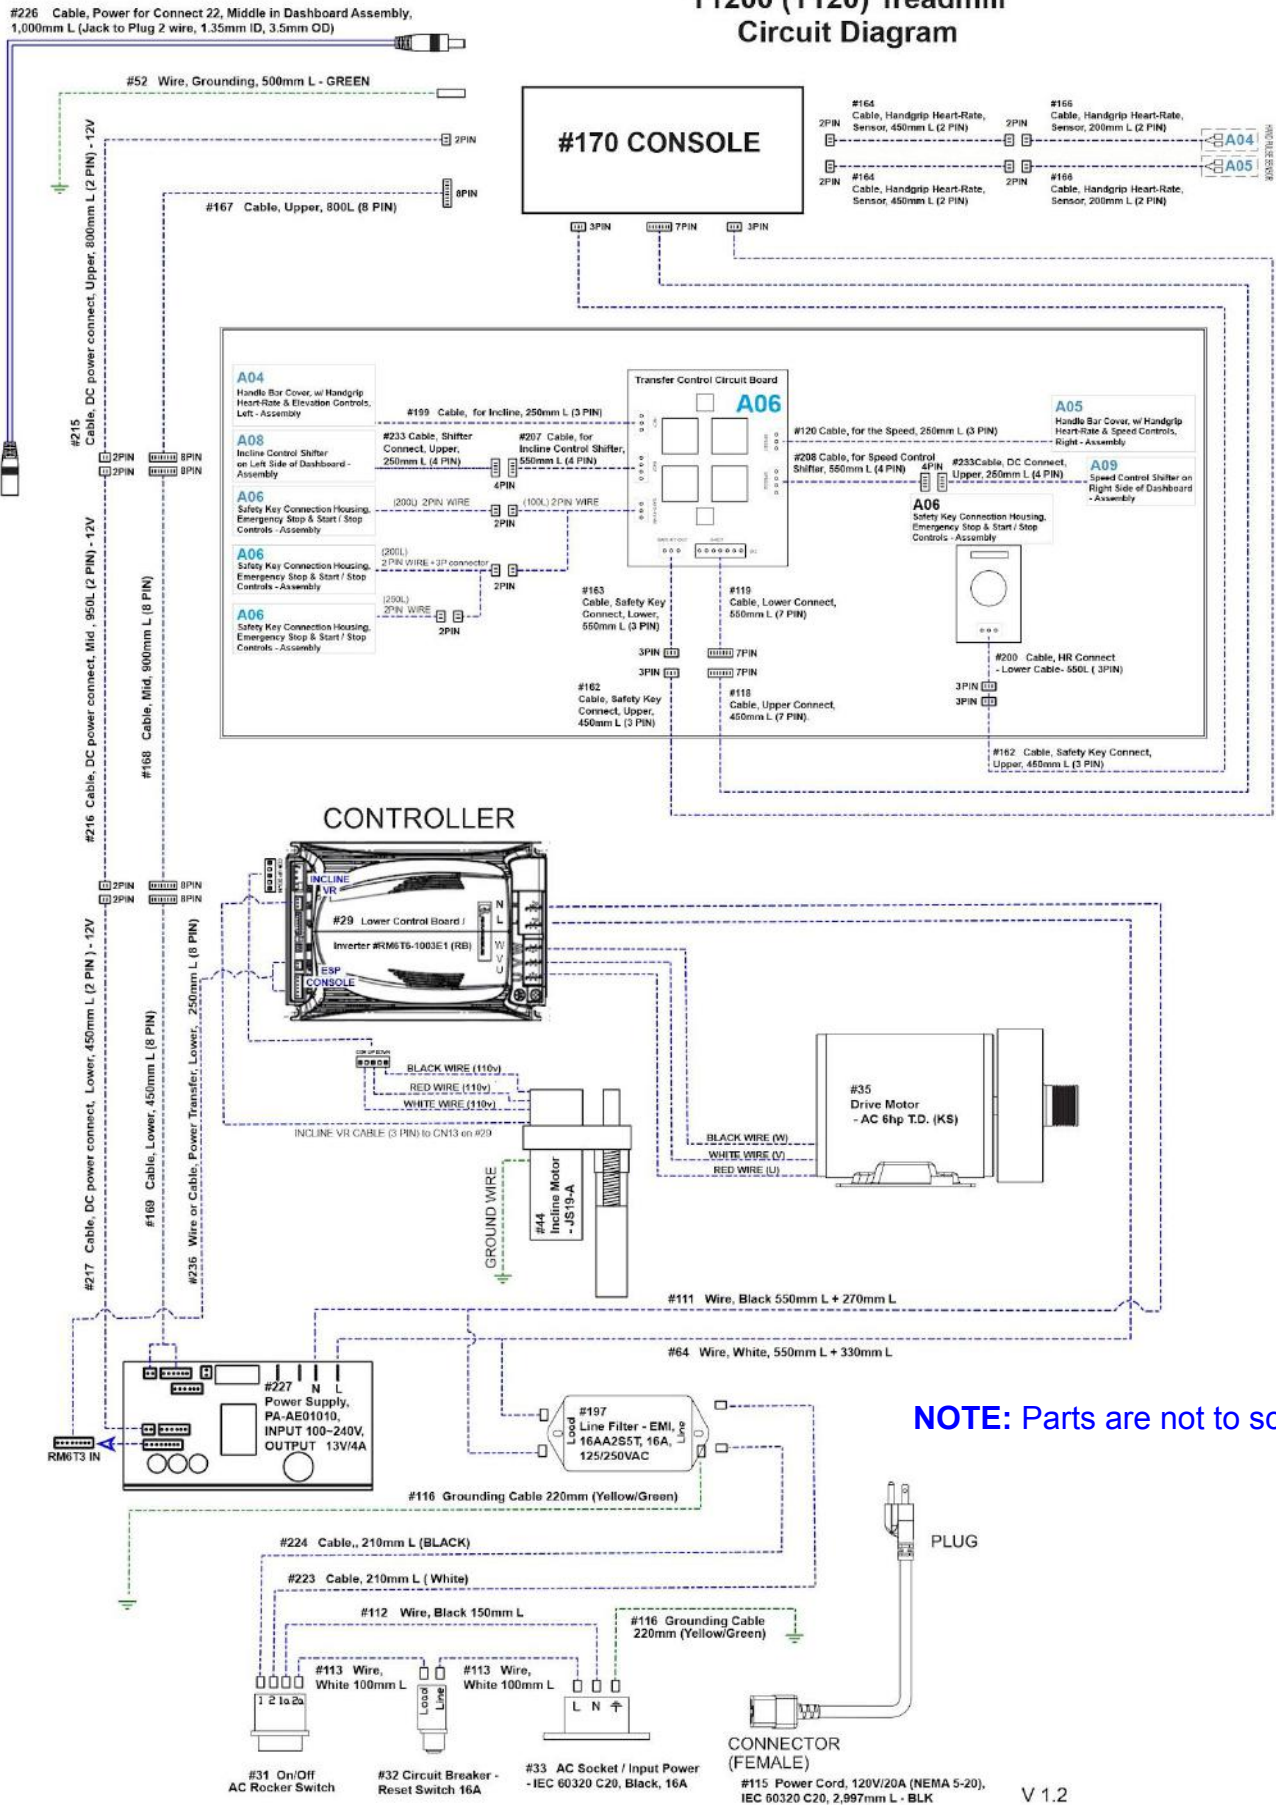 T1200 (T120) Treadmill
Circuit Diagram
#226 Cable, Power for Connect 22, Middle in Dashboard Assembly,
1,000mm L (Jack to Plug 2 wire, 1.35mm ID, 3.5mm OD)
#52 Wire, Grounding, 500mm L - GREEN
2PIN
8PIN
#167 Cable, Upper, 800L (8 PIN)
#215
Cable, DC power connect, Upper, 800mm L (2 PIN) - 12V
#170 CONSOLE
3PIN
7PIN
3PIN
#164
Cable, Handgrip Heart-Rate,
Sensor, 450mm L (2 PIN)
2PIN
2PIN
#166
Cable, Handgrip Heart-Rate,
Sensor, 200mm L (2 PIN)
A04
A05
2PIN
#164
Cable, Handgrip Heart-Rate,
Sensor, 450mm L (2 PIN)
2PIN
#166
Cable, Handgrip Heart-Rate,
Sensor, 200mm L (2 PIN)
A04
Handle Bar Cover, w/ Handgrip
Heart-Rate & Elevation Controls,
Left - Assembly
A08
Incline Control Shifter
on Left Side of Dashboard -
Assembly
A06
Safety Key Connection Housing,
Emergency Stop & Start / Stop
Controls - Assembly
A06
Safety Key Connection Housing,
Emergency Stop & Start / Stop
Controls - Assembly
A06
Safety Key Connection Housing,
Emergency Stop & Start / Stop
Controls - Assembly
#199 Cable, for Incline, 250mm L (3 PIN)
#233 Cable, Shifter
Connect, Upper,
250mm L (4 PIN)
#207 Cable, for
Incline Control Shifter,
550mm L (4 PIN)
4PIN
(200L) 2PIN WIRE
(100L) 2PIN WIRE
2PIN
(200L)
2 PIN WIRE + 3P connector
2PIN
(250L)
2PIN WIRE
2PIN
Transfer Control Circuit Board
A06
#120 Cable, for the Speed, 250mm L (3 PIN)
#208 Cable, for Speed Control
Shifter, 550mm L (4 PIN)
4PIN
#233Cable, DC Connect,
Upper, 250mm L (4 PIN)
A05
Handle Bar Cover, w/ Handgrip
Heart-Rate & Speed Controls,
Right - Assembly
A09
Speed Control Shifter on
Right Side of Dashboard
- Assembly
A06
Safety Key Connection Housing,
Emergency Stop & Start / Stop
Controls - Assembly
#163
Cable, Safety Key
Connect, Lower,
550mm L (3 PIN)
#119
Cable, Lower Connect,
550mm L (7 PIN)
3PIN
7PIN
3PIN
7PIN
#162
Cable, Safety Key
Connect, Upper,
450mm L (3 PIN)
#118
Cable, Upper Connect,
450mm L (7 PIN).
#200 Cable, HR Connect
- Lower Cable- 550L ( 3PIN)
3PIN
3PIN
#162 Cable, Safety Key Connect,
Upper, 450mm L (3 PIN)
2PIN
8PIN
2PIN
8PIN
#216 Cable, DC power connect, Mid , 950L (2 PIN) - 12V
#168 Cable, Mid, 900mm L (8 PIN)
2PIN
8PIN
2PIN
8PIN
#217 Cable, DC power connect, Lower, 450mm L (2 PIN ) - 12V
#169 Cable, Lower, 450mm L (8 PIN)
#236 Wire or Cable, Power Transfer, Lower, 250mm L (8 PIN)
CONTROLLER
INCLINE
VR
#29 Lower Control Board /
Inverter #RM6T6-1003E1 (RB)
ESP
CONSOLE
N
L
W
V
U
BLACK WIRE (110v)
RED WIRE (110v)
WHITE WIRE (110v)
INCLINE VR CABLE (3 PIN) to CN13 on #29
GROUND WIRE
#44
Incline Motor
- JS19-A
#35
Drive Motor
- AC 6hp T.D. (KS)
BLACK WIRE (W)
WHITE WIRE (V)
RED WIRE (U)
#111 Wire, Black 550mm L + 270mm L
#64 Wire, White, 550mm L + 330mm L
#227 N L
Power Supply,
PA-AE01010,
INPUT 100~240V,
OUTPUT 13V/4A
RM6T3 IN
#197
Line Filter - EMI,
16AA2S5T, 16A,
125/250VAC
Load
Line
NOTE: Parts are not to sc
#116 Grounding Cable 220mm (Yellow/Green)
#224 Cable,, 210mm L (BLACK)
#223 Cable, 210mm L ( White)
#112 Wire, Black 150mm L
#116 Grounding Cable
220mm (Yellow/Green)
#113 Wire,
White 100mm L
#113 Wire,
White 100mm L
1 2 1a 2a
Load
Line
L N
#31 On/Off
AC Rocker Switch
#32 Circuit Breaker -
Reset Switch 16A
#33 AC Socket / Input Power
- IEC 60320 C20, Black, 16A
PLUG
CONNECTOR
(FEMALE)
#115 Power Cord, 120V/20A (NEMA 5-20),
IEC 60320 C20, 2,997mm L - BLK
V 1.2